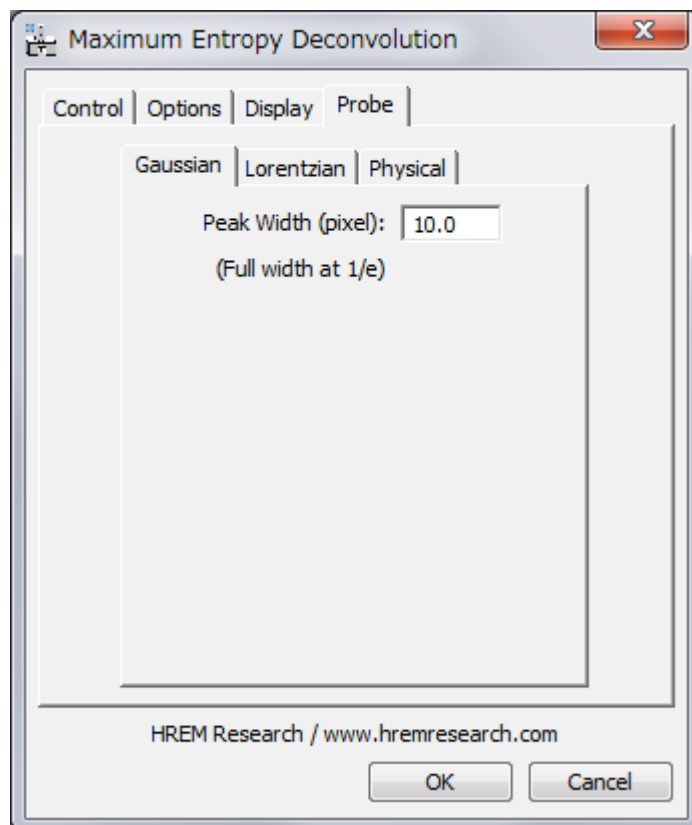 Maximum Entropy Deconvolution
Control Options Display Probe
Gaussian Lorentzian Physical
Peak Width (pixel): 10.0
(Full width at 1/e)
HREM Research / www.hremresearch.com
OK Cancel